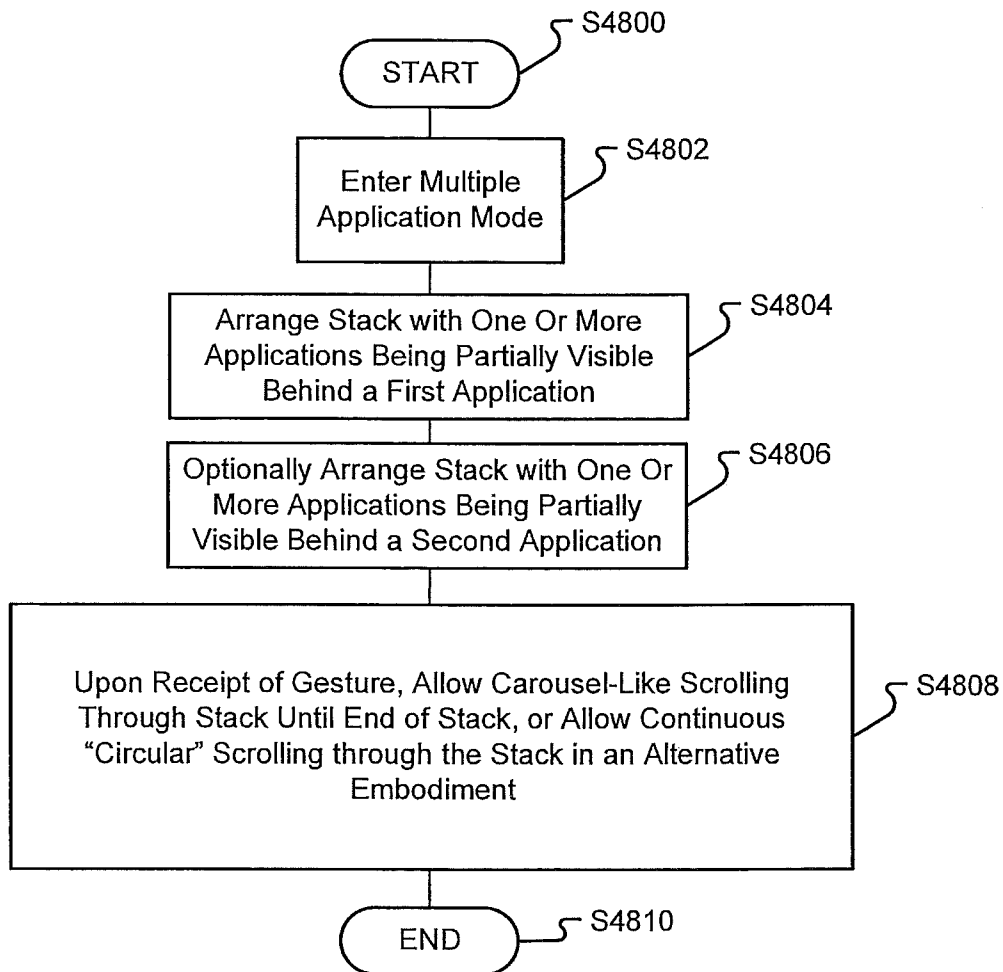 S4800
START
S4802
Enter Multiple
Application Mode
S4804
Arrange Stack with One Or More
Applications Being Partially Visible
Behind a First Application
S4806
Optionally Arrange Stack with One Or
More Applications Being Partially
Visible Behind a Second Application
S4808
Upon Receipt of Gesture, Allow Carousel-Like Scrolling
Through Stack Until End of Stack, or Allow Continuous
“Circular” Scrolling through the Stack in an Alternative
Embodiment
S4810
END